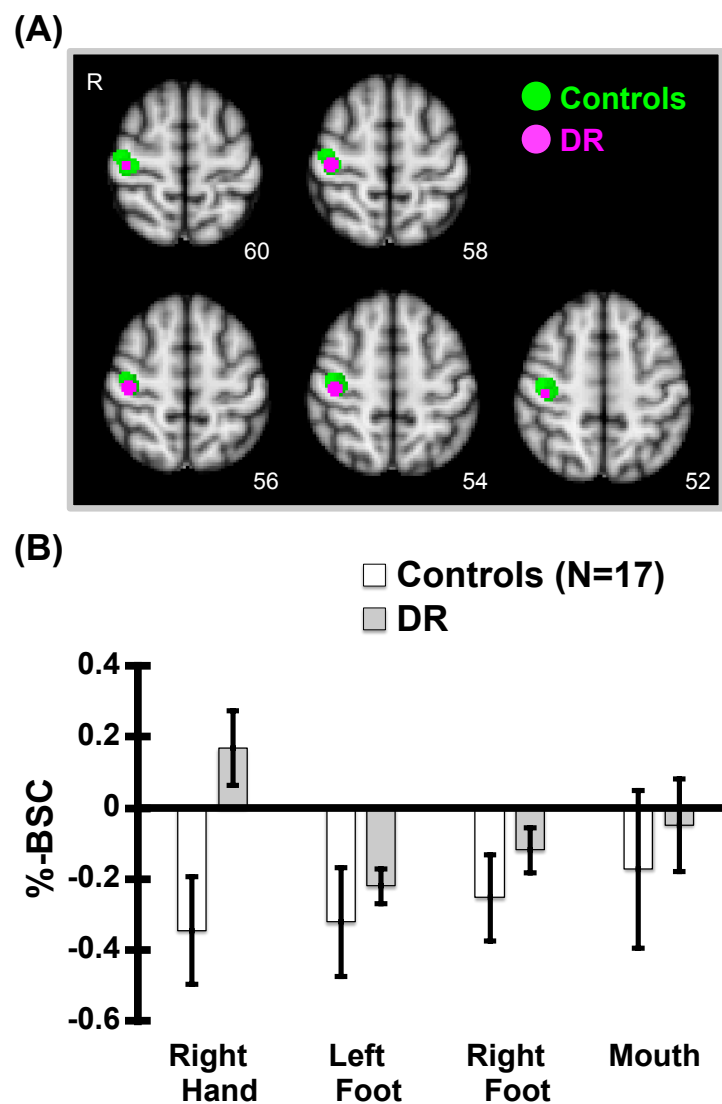 (A)
R
Controls
DR
60
58
56
54
52
(B)
Controls (N=17)
DR
0.4
0.2
0
-0.2
-0.4
-0.6
%-BSC
Right
Hand
Left
Foot
Right
Foot
Mouth